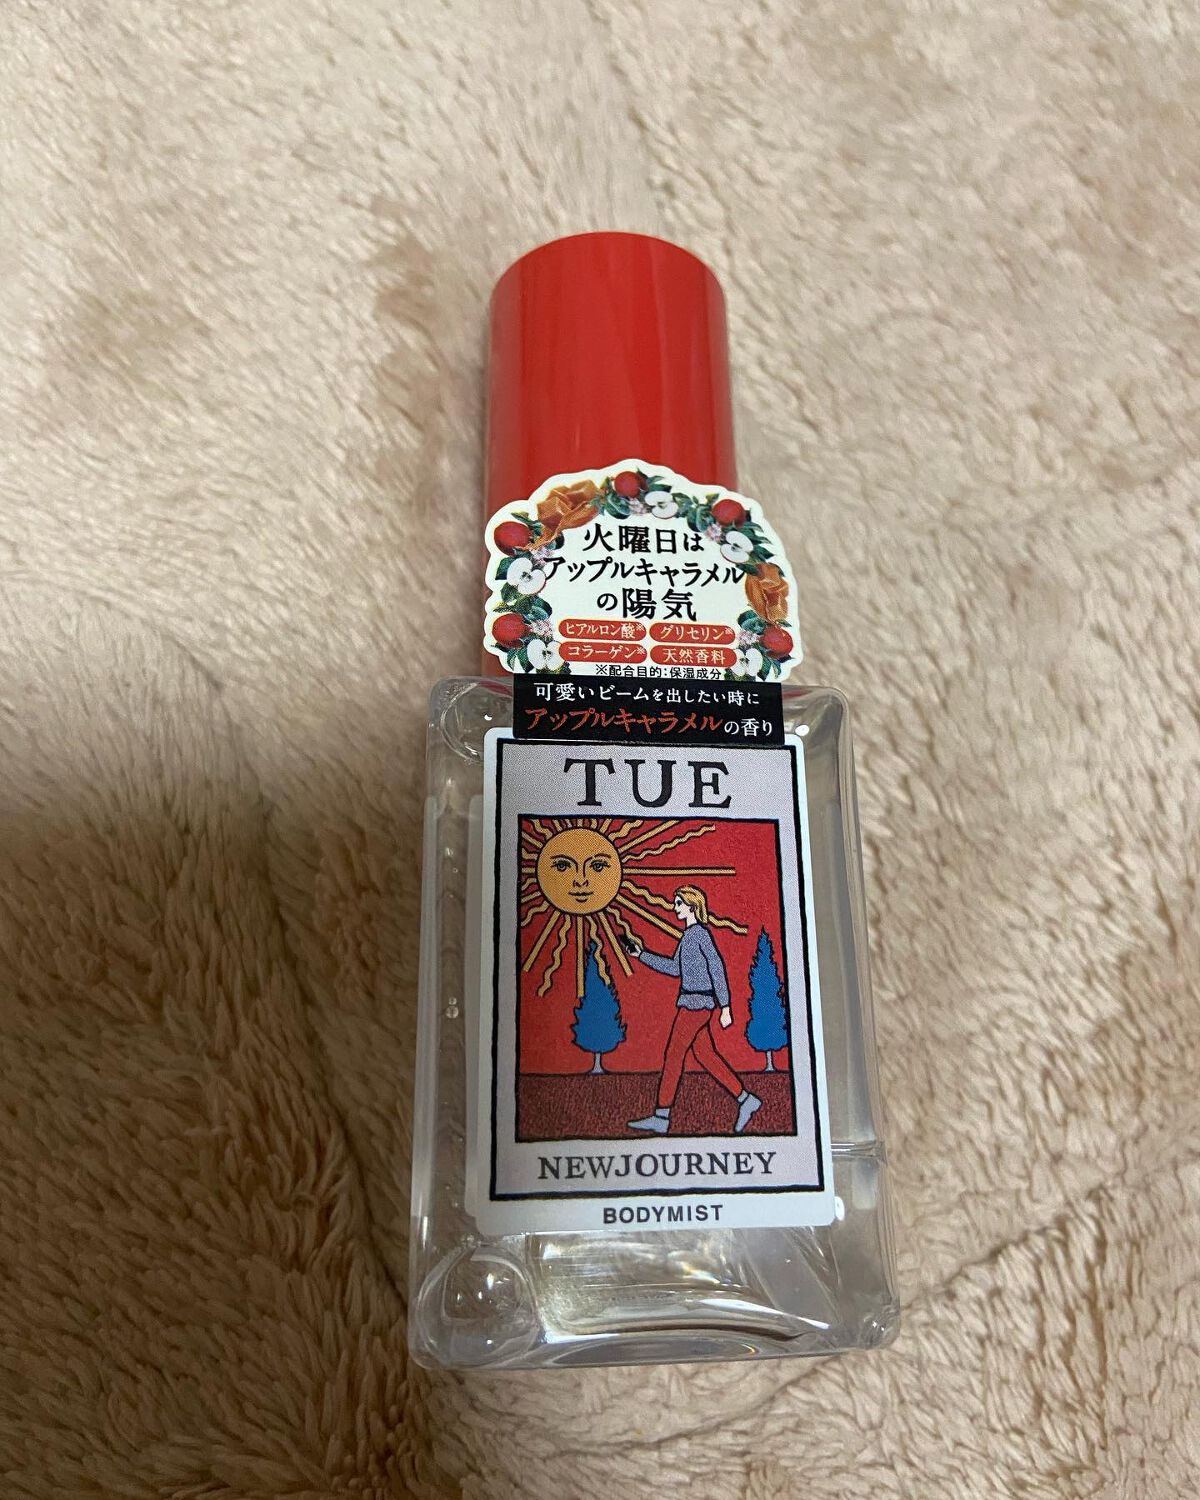 火曜日は
アップルキャラメル
の陽気
ヒアルロン酸※ グリセリン※
コラーゲン※ 天然香料
※配合目的:保湿成分
可愛いビームを出したい時に
アップルキャラメルの香り
TUE
NEWJOURNEY
BODYMIST